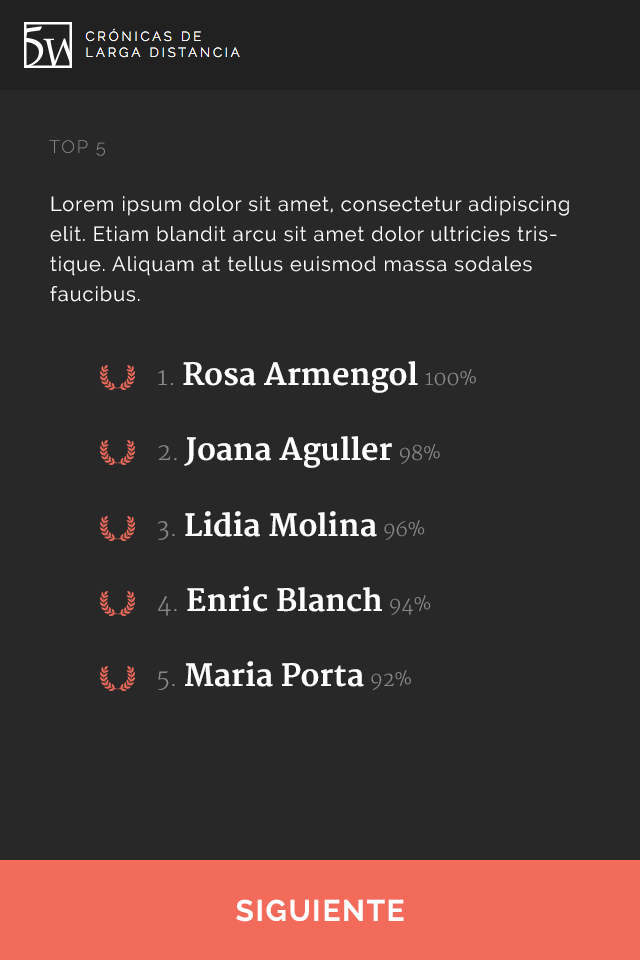 5W
CRÓNICAS DE
LARGA DISTANCIA
TOP 5
Lorem ipsum dolor sit amet, consectetur adipiscing
elit. Etiam blandit arcu sit amet dolor ultricies tris-
tique. Aliquam at tellus euismod massa sodales
faucibus.
1. Rosa Armengol 100%
2. Joana Aguller 98%
3. Lidia Molina 96%
4. Enric Blanch 94%
5. Maria Porta 92%
SIGUIENTE